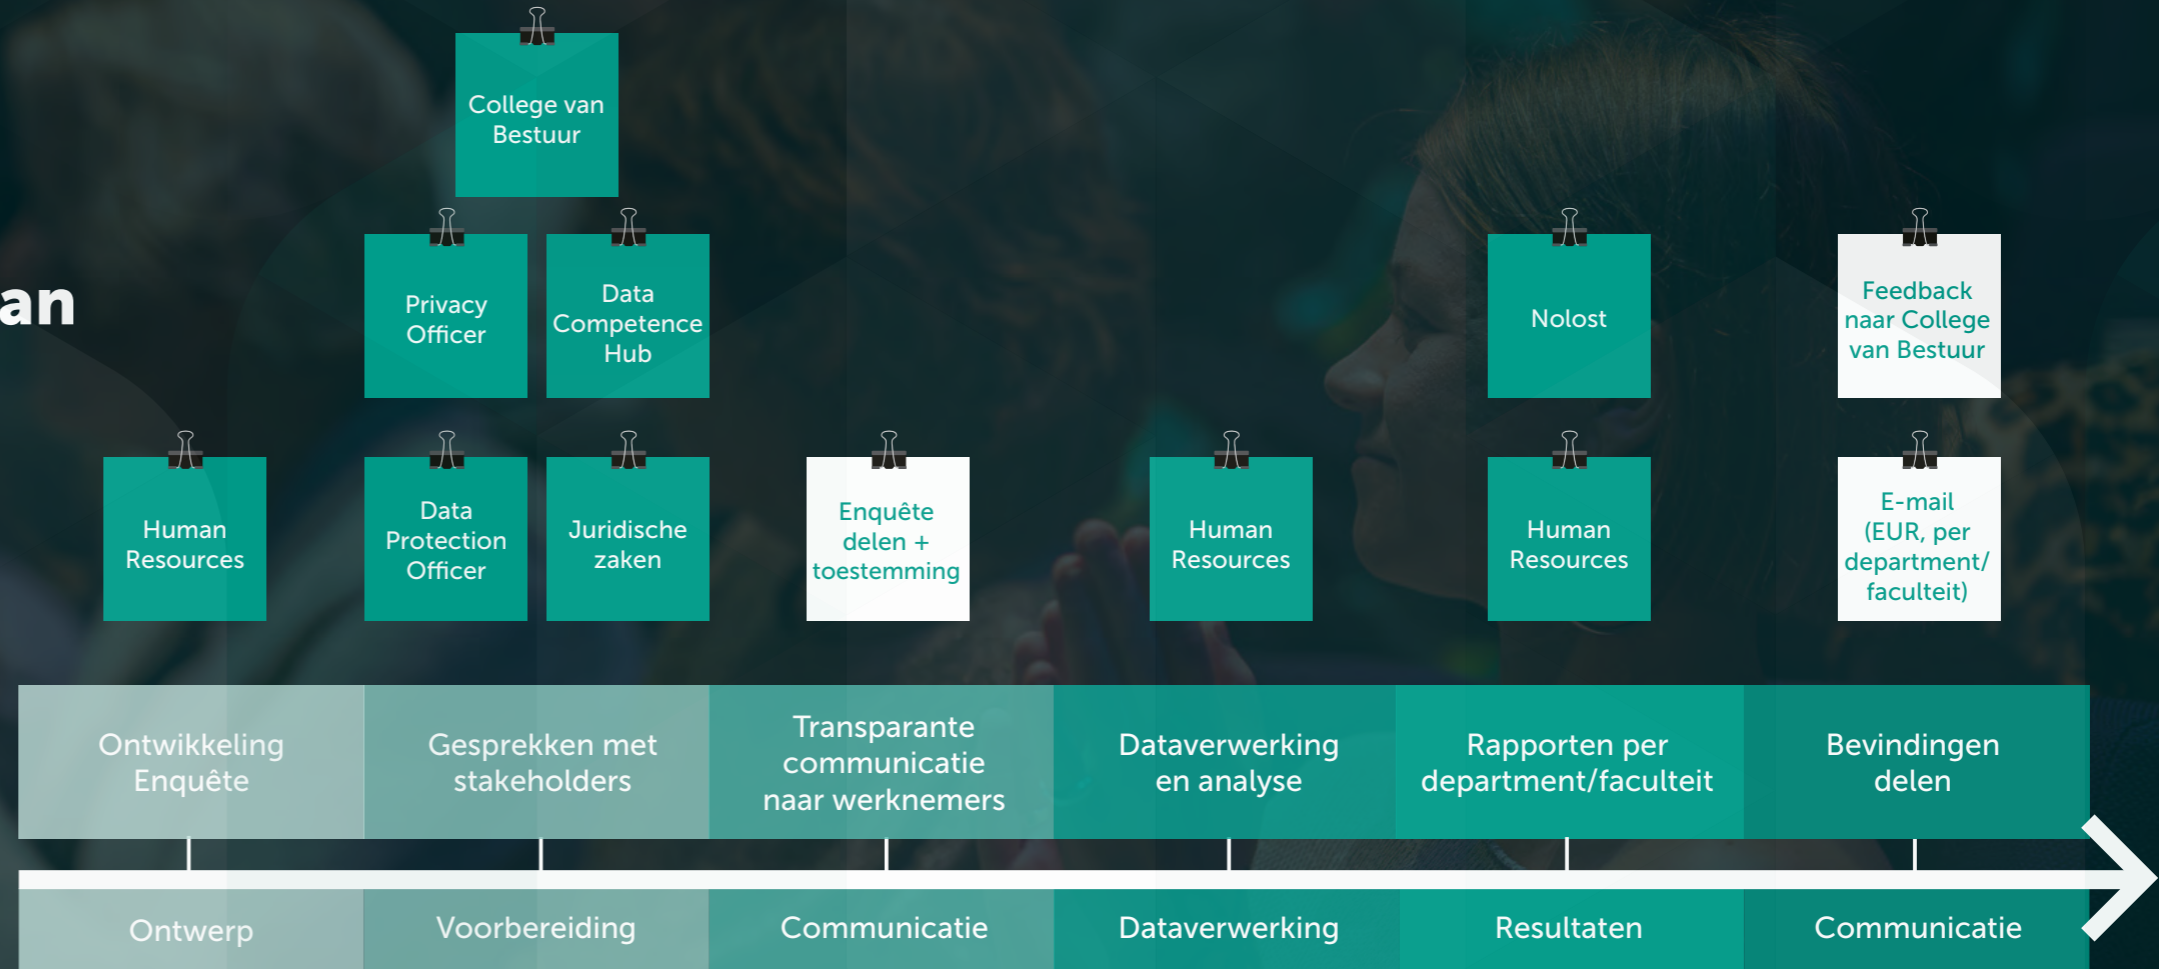 College van
Bestuur
an
Privacy
Officer
Data
Competence
Hub
Nolost
Feedback
naar College
van Bestuur
Human
Resources
Data
Protection
Officer
Juridische
zaken
Enquête
delen +
toestemming
Human
Resources
Human
Resources
E-mail
(EUR, per
department/
faculteit)
Ontwikkeling
Enquête
Gesprekken met
stakeholders
Transparante
communicatie
naar werknemers
Dataverwerking
en analyse
Rapporten per
department/faculteit
Bevindingen
delen
Ontwerp
Voorbereiding
Communicatie
Dataverwerking
Resultaten
Communicatie